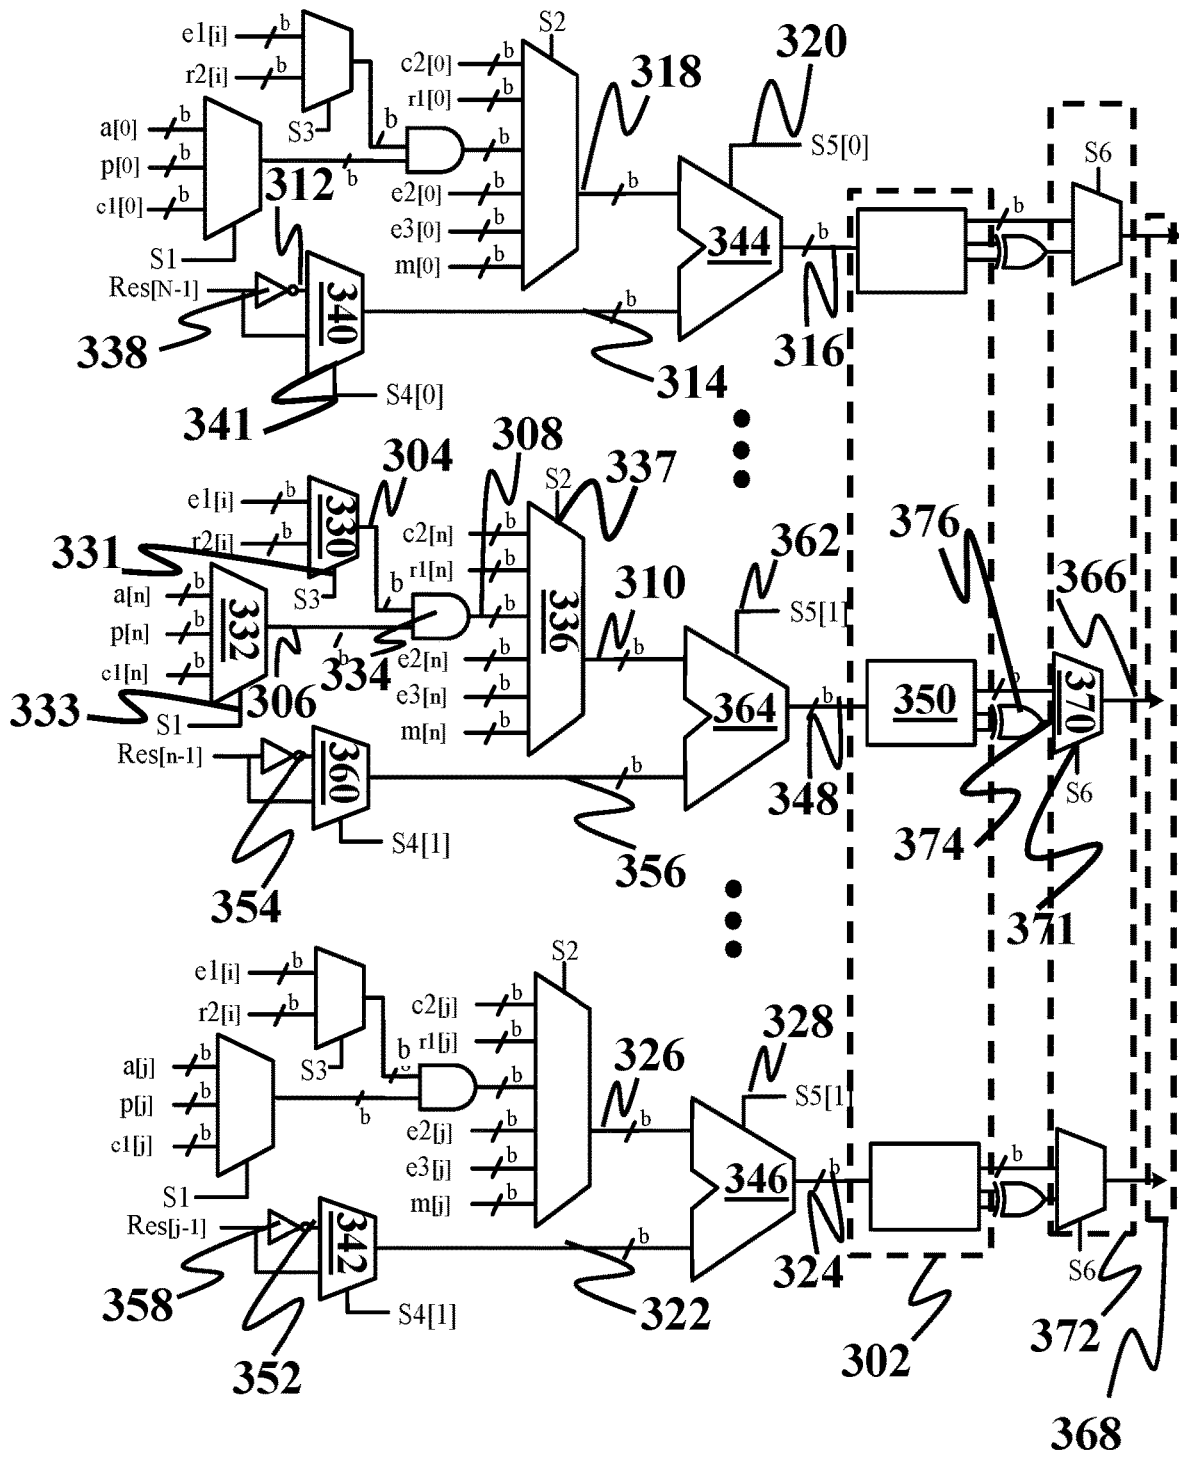 e1[i] b
r2[i] b
S3
a[0] b
p[0] b
c1[0] b
S1
b
b
S2
c2[0] b
r1[0] b
b
e2[0] b
e3[0] b
m[0] b
318
b
320
S5[0]
344
b
316
b
S6
312
Res[N-1]
338
340
341
S4[0]
314
b
304
308
S2
337
e1[i] b
r2[i] b
330
331
S3
a[n] b
p[n] b
c1[n] b
332
333
S1
306
b
b
334
c2[n] b
r1[n] b
b
e2[n] b
e3[n] b
m[n] b
336
310
b
362
S5[1]
364
b
348
350
376
b
374
366
370
S6
371
Res[n-1]
354
360
S4[1]
356
b
e1[i] b
r2[i] b
S3
a[j] b
p[j] b
c1[j] b
S1
b
b
b
S2
c2[j] b
r1[j] b
b
e2[j] b
e3[j] b
m[j] b
326
b
328
S5[1]
346
b
324
b
S6
Res[j-1]
358
352
342
S4[1]
322
b
302
372
368